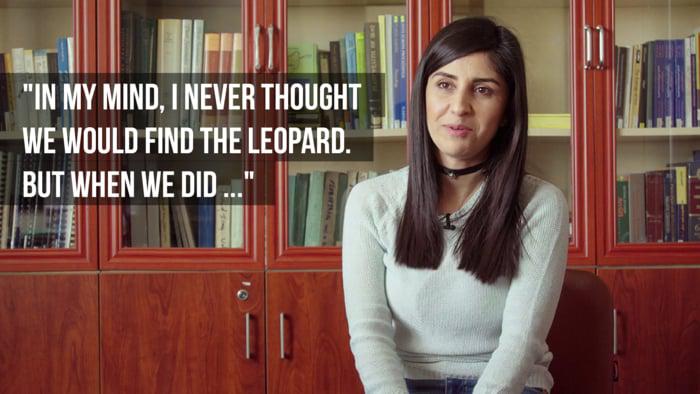 "IN MY MIND, I NEVER THOUGHT
WE WOULD FIND THE LEOPARD.
BUT WHEN WE DID ..."